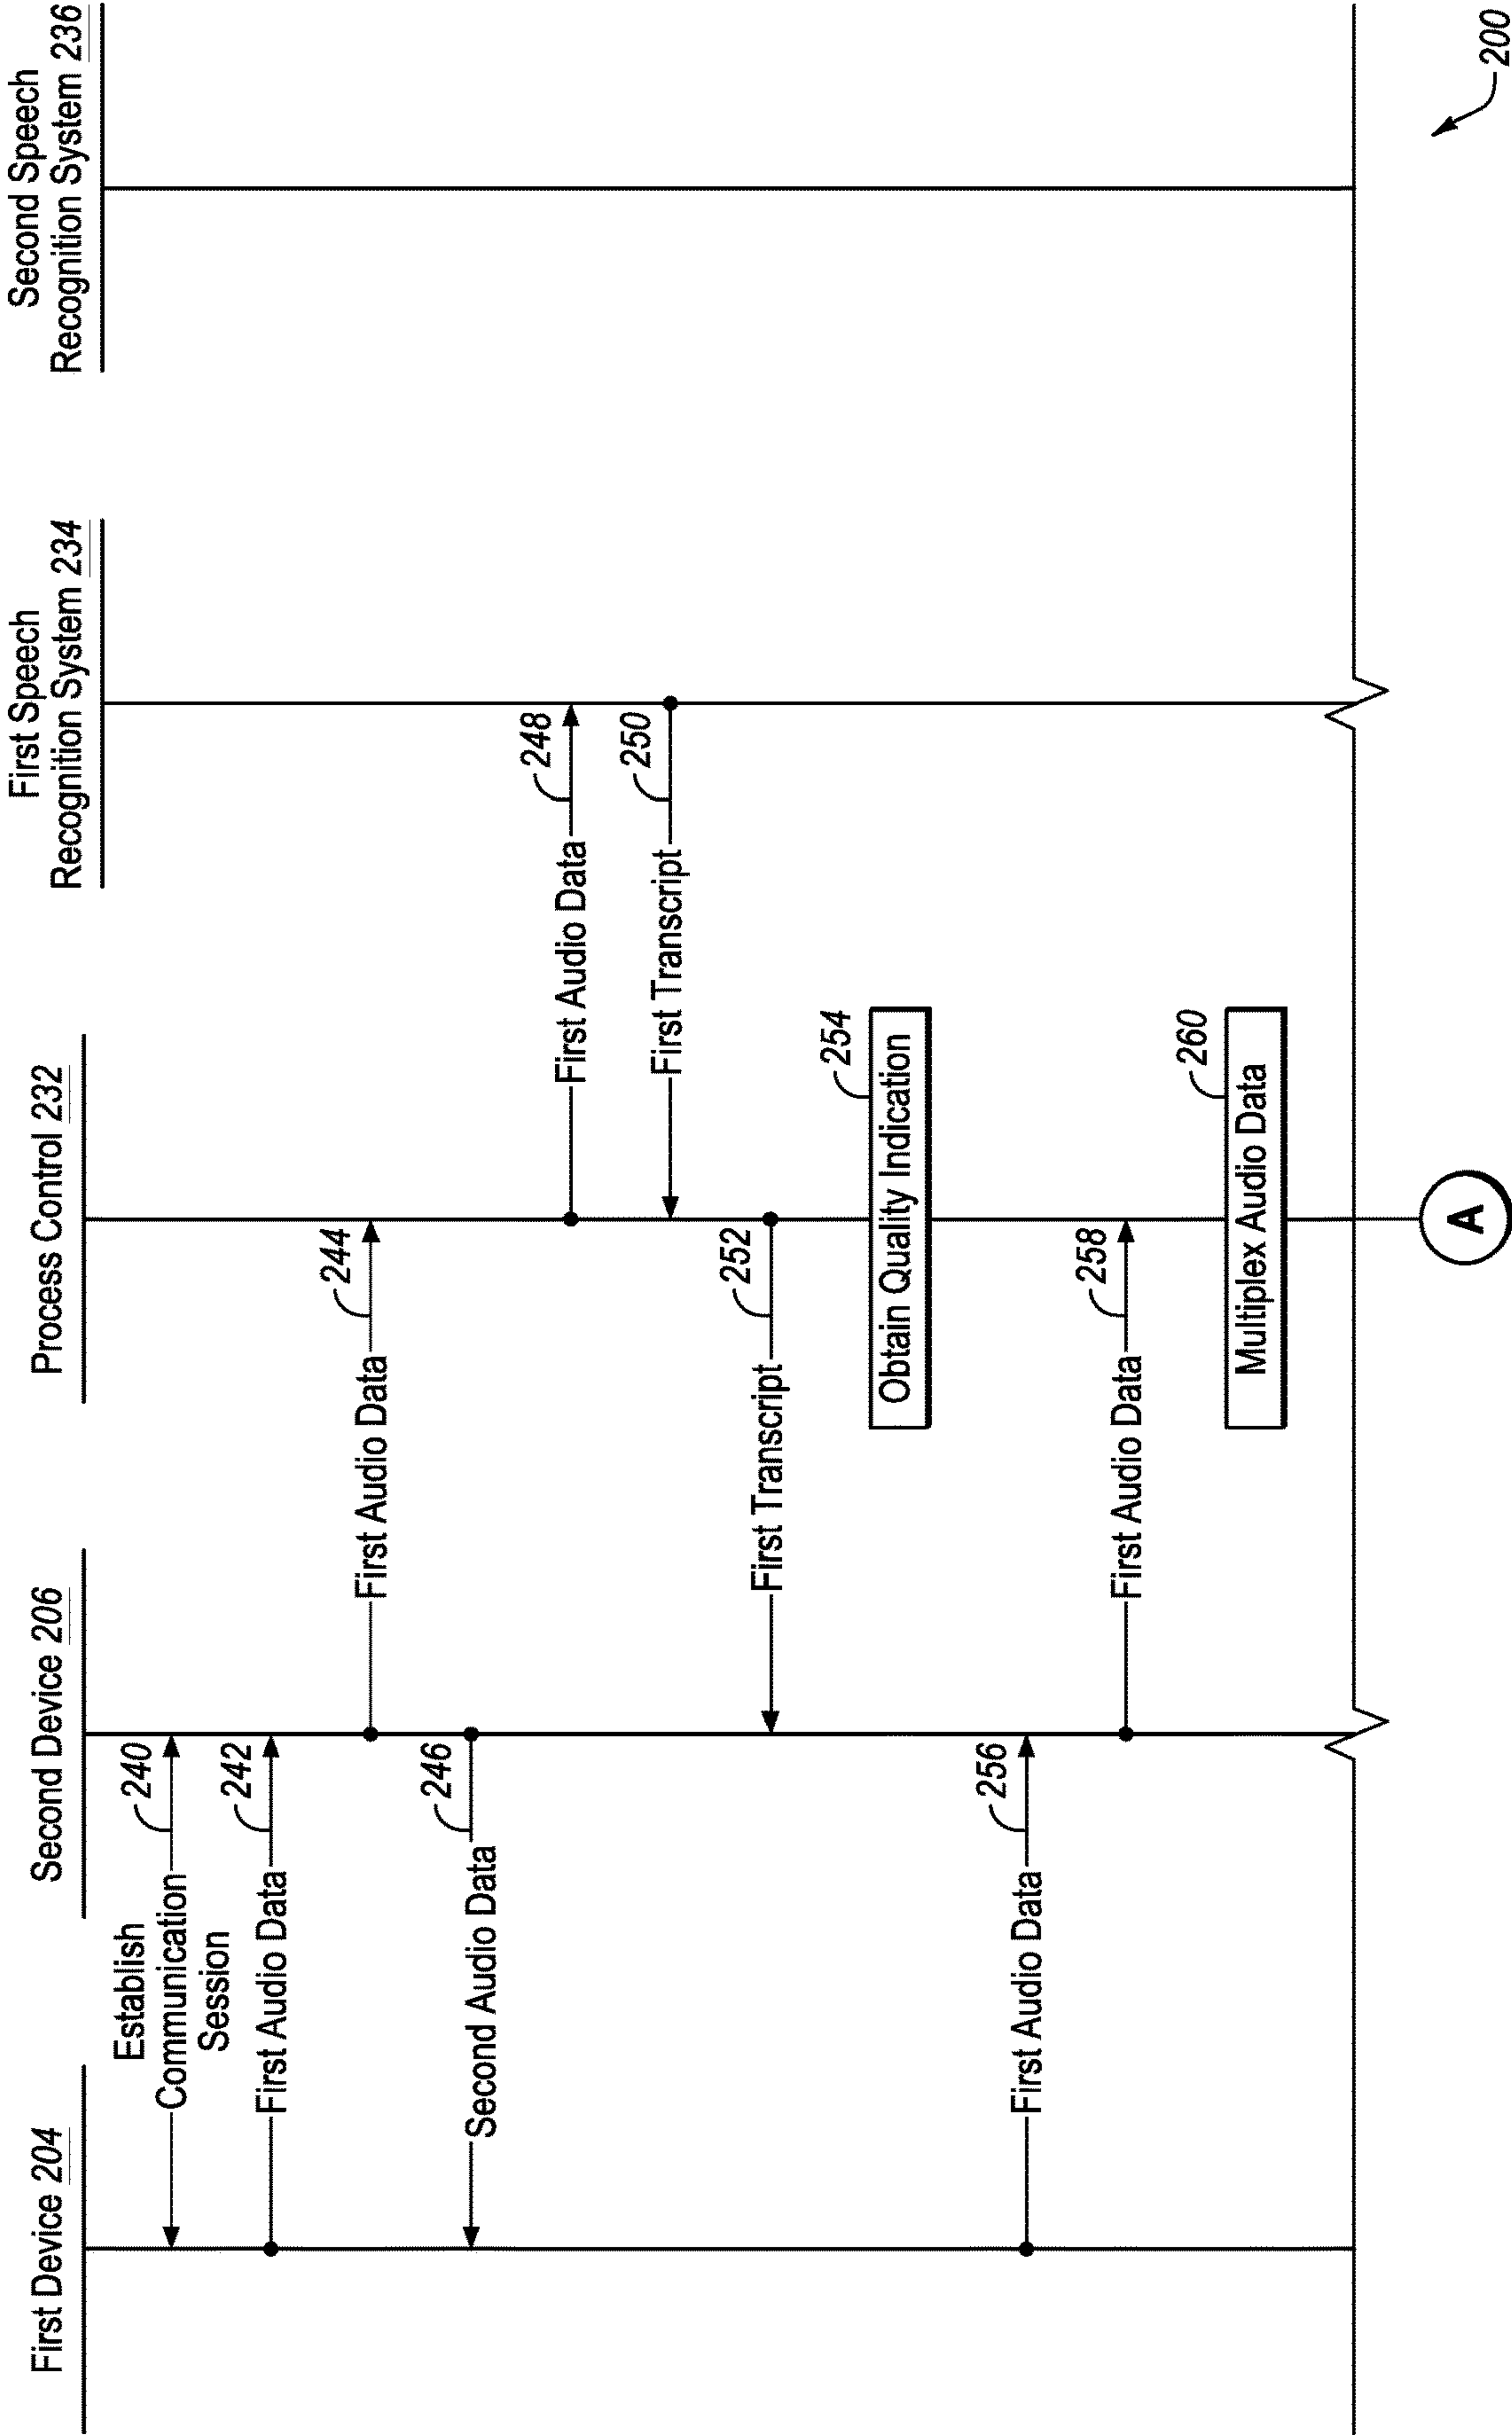 First Device 204
Second Device 206
Process Control 232
First Speech
Recognition System 234
Second Speech
Recognition System 236
Establish
Communication
Session
240
First Audio Data
242
First Audio Data
244
Second Audio Data
246
First Audio Data
248
First Transcript
250
First Transcript
252
254
Obtain Quality Indication
First Audio Data
256
First Audio Data
258
260
Multiplex Audio Data
A
200